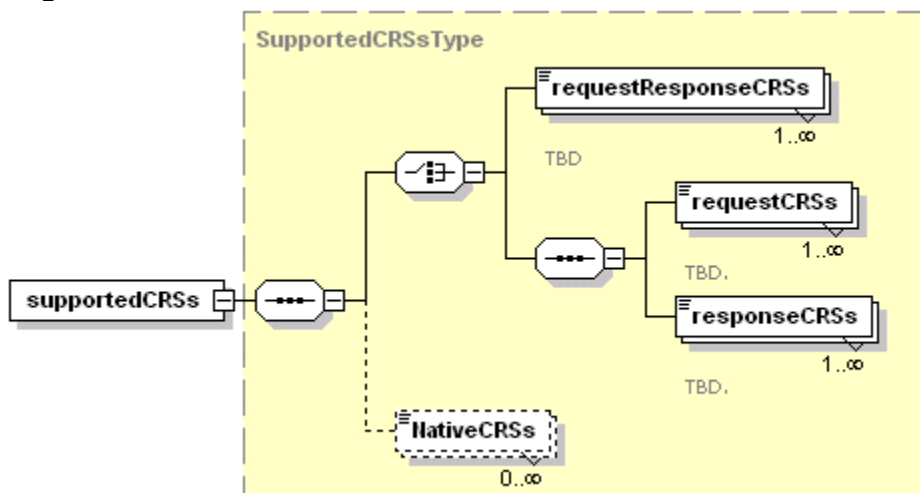 SupportedCRSsType
requestResponseCRSs
1..∞
TBD
requestCRSs
1..∞
TBD.
supportedCRSs
responseCRSs
1..∞
TBD.
NativeCRSs
0..∞